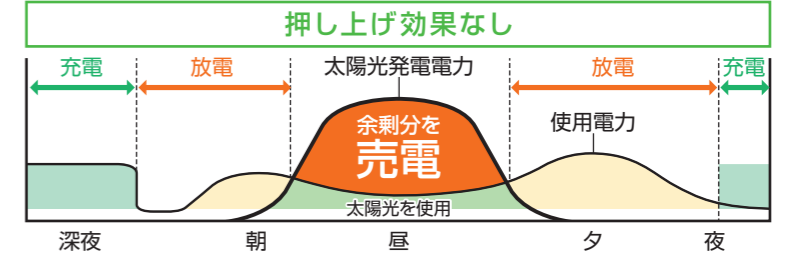 押し上げ効果なし
充電
放電
太陽光発電電力
放電
充電
使用電力
余剰分を
売電
太陽光を使用
深夜
朝
昼
夕
夜